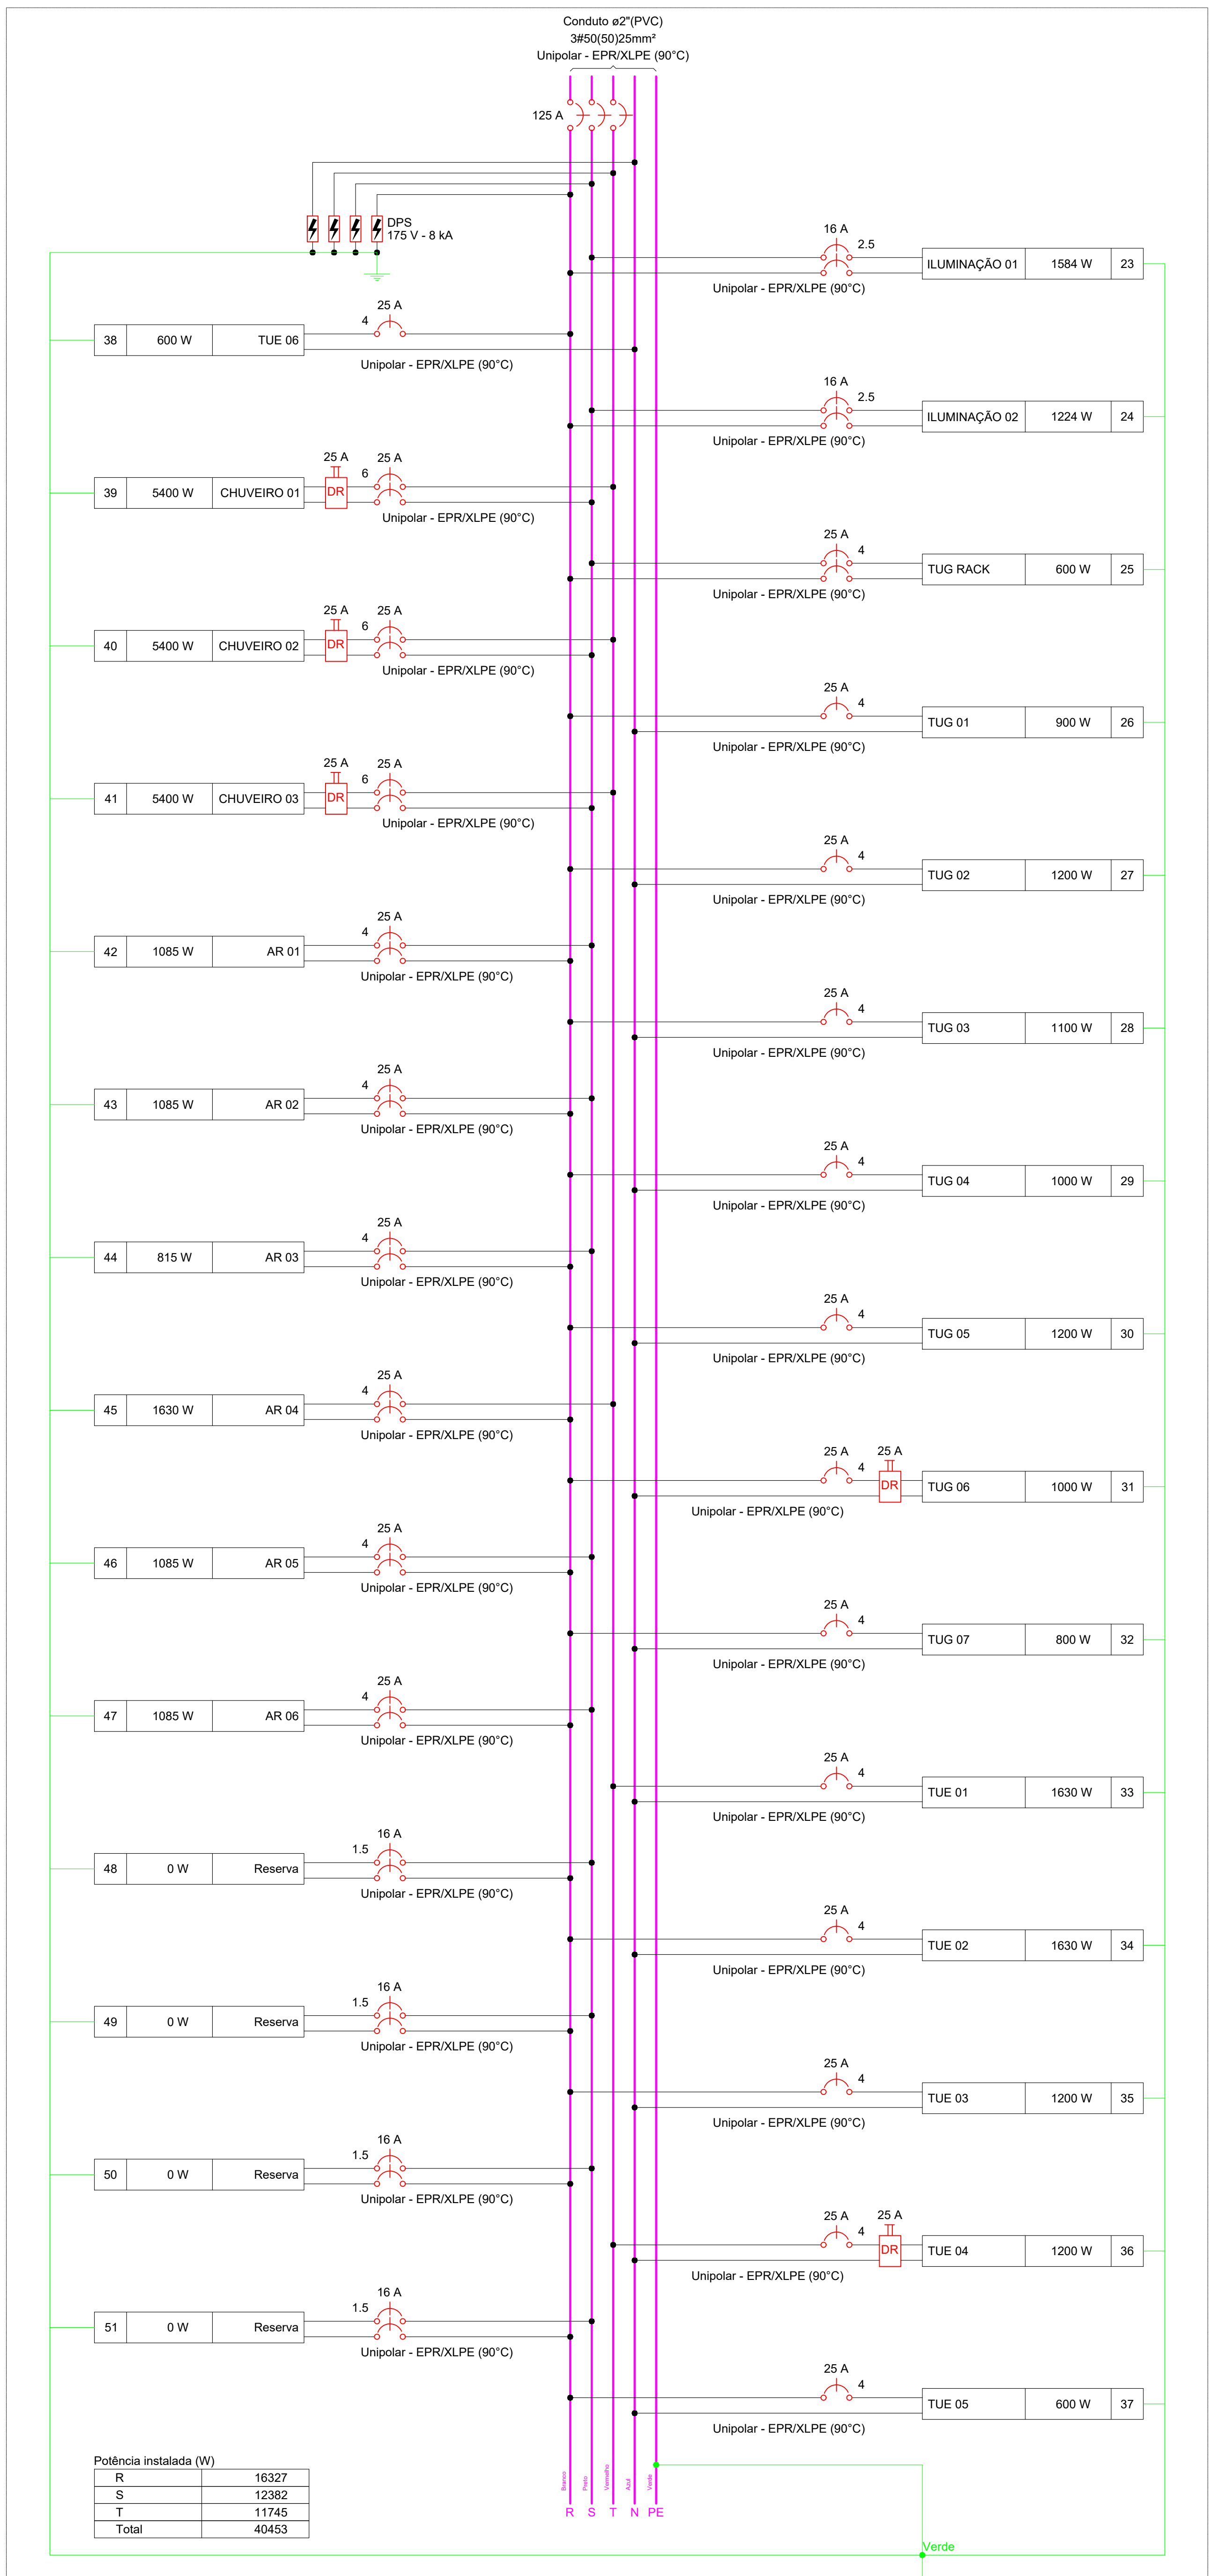 Conduto ø2"(PVC)
3#50(50)25mm²
Unipolar - EPR/XLPE (90°C)
125 A
DPS
175 V - 8 kA
16 A
2.5
ILUMINAÇÃO 01 1584 W 23
Unipolar - EPR/XLPE (90°C)
25 A
4
38 600 W TUE 06
Unipolar - EPR/XLPE (90°C)
16 A
2.5
ILUMINAÇÃO 02 1224 W 24
Unipolar - EPR/XLPE (90°C)
25 A 25 A
6
39 5400 W CHUVEIRO 01 DR
Unipolar - EPR/XLPE (90°C)
25 A
4
TUG RACK 600 W 25
Unipolar - EPR/XLPE (90°C)
25 A 25 A
6
40 5400 W CHUVEIRO 02 DR
Unipolar - EPR/XLPE (90°C)
25 A
4
TUG 01 900 W 26
Unipolar - EPR/XLPE (90°C)
25 A 25 A
6
41 5400 W CHUVEIRO 03 DR
Unipolar - EPR/XLPE (90°C)
25 A
4
TUG 02 1200 W 27
Unipolar - EPR/XLPE (90°C)
25 A
4
42 1085 W AR 01
Unipolar - EPR/XLPE (90°C)
25 A
4
TUG 03 1100 W 28
Unipolar - EPR/XLPE (90°C)
25 A
4
43 1085 W AR 02
Unipolar - EPR/XLPE (90°C)
25 A
4
TUG 04 1000 W 29
Unipolar - EPR/XLPE (90°C)
25 A
4
44 815 W AR 03
Unipolar - EPR/XLPE (90°C)
25 A
4
TUG 05 1200 W 30
Unipolar - EPR/XLPE (90°C)
25 A
4
45 1630 W AR 04
Unipolar - EPR/XLPE (90°C)
25 A 25 A
4
DR TUG 06 1000 W 31
Unipolar - EPR/XLPE (90°C)
25 A
4
46 1085 W AR 05
Unipolar - EPR/XLPE (90°C)
25 A
4
TUG 07 800 W 32
Unipolar - EPR/XLPE (90°C)
25 A
4
47 1085 W AR 06
Unipolar - EPR/XLPE (90°C)
25 A
4
TUE 01 1630 W 33
Unipolar - EPR/XLPE (90°C)
16 A
1.5
48 0 W Reserva
Unipolar - EPR/XLPE (90°C)
25 A
4
TUE 02 1630 W 34
Unipolar - EPR/XLPE (90°C)
16 A
1.5
49 0 W Reserva
Unipolar - EPR/XLPE (90°C)
25 A
4
TUE 03 1200 W 35
Unipolar - EPR/XLPE (90°C)
16 A
1.5
50 0 W Reserva
Unipolar - EPR/XLPE (90°C)
25 A 25 A
4
DR TUE 04 1200 W 36
Unipolar - EPR/XLPE (90°C)
16 A
1.5
51 0 W Reserva
Unipolar - EPR/XLPE (90°C)
25 A
4
TUE 05 600 W 37
Unipolar - EPR/XLPE (90°C)
Potência instalada (W)
R 16327
S 12382
T 11745
Total 40453
Branco Preto Vermelho Azul Verde
R S T N PE
Verde